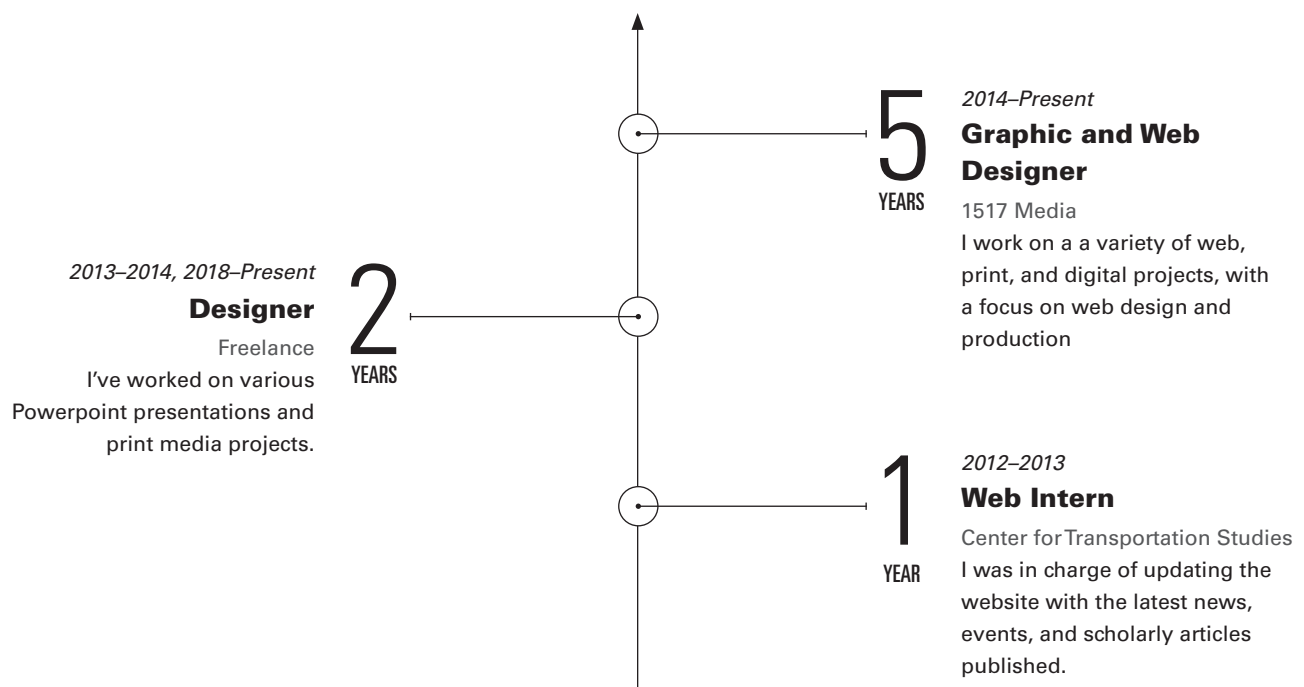 5
YEARS
2014–Present
Graphic and Web
Designer
1517 Media
I work on a a variety of web,
print, and digital projects, with
a focus on web design and
production
2013–2014, 2018–Present
Designer
Freelance
I’ve worked on various
Powerpoint presentations and
print media projects.
2
YEARS
1
YEAR
2012–2013
Web Intern
Center for Transportation Studies
I was in charge of updating the
website with the latest news,
events, and scholarly articles
published.